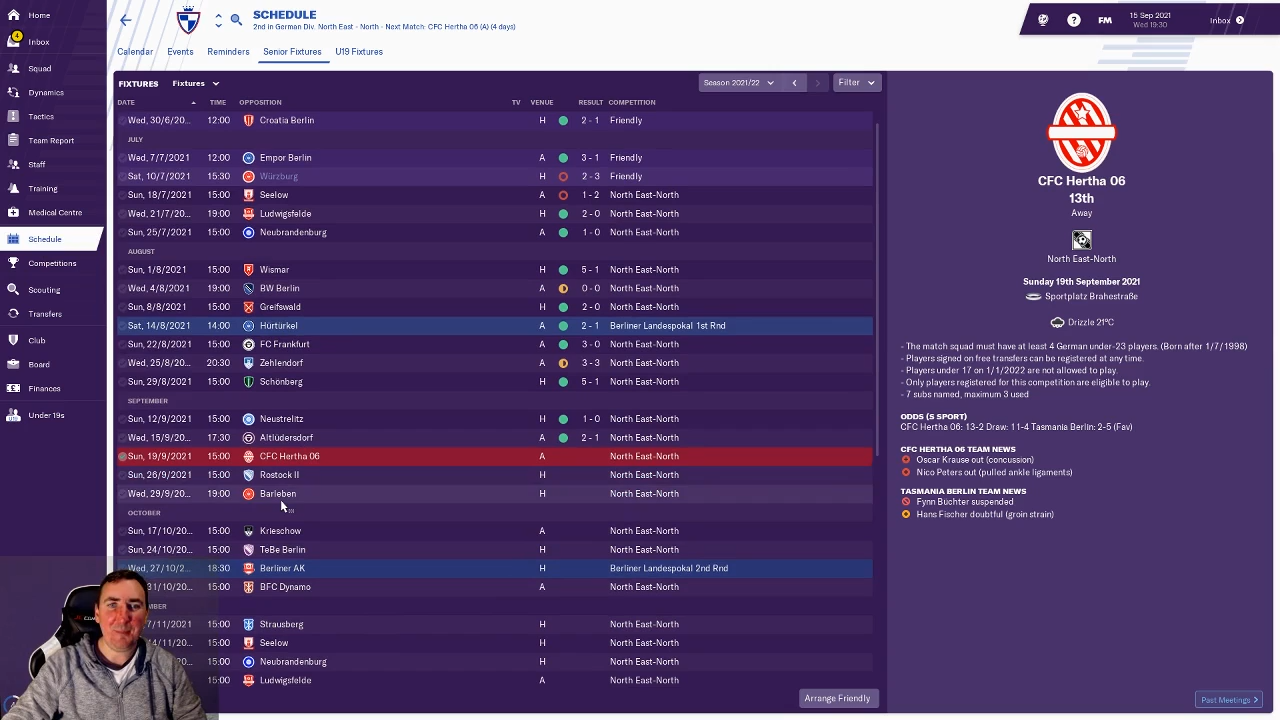 Home
4
Inbox
Squad
Dynamics
Tactics
Team Report
Staff
Training
Medical Centre
Schedule
Competitions
Scouting
Transfers
Club
Board
Finances
Under 19s
SCHEDULE
2nd in German Div. North East - North - Next Match: CFC Hertha 06 (A) (4 days)
? FM 15 Sep 2021
Wed 19:30
Inbox
Calendar Events Reminders Senior Fixtures U19 Fixtures
FIXTURES Fixtures Season 2021/22 Filter
DATE TIME OPPOSITION TV VENUE RESULT COMPETITION
Wed, 30/6/20... 12:00 Croatia Berlin H 2 - 1 Friendly
JULY
Wed, 7/7/2021 12:00 Empor Berlin A 3 - 1 Friendly
Sat, 10/7/2021 15:30 Würzburg H 2 - 3 Friendly
Sun, 18/7/2021 15:00 Seelow A 1 - 2 North East-North
Wed, 21/7/20... 19:00 Ludwigsfelde H 2 - 0 North East-North
Sun, 25/7/2021 15:00 Neubrandenburg A 1 - 0 North East-North
AUGUST
Sun, 1/8/2021 15:00 Wismar H 5 - 1 North East-North
Wed, 4/8/2021 19:00 BW Berlin A 0 - 0 North East-North
Sun, 8/8/2021 15:00 Greifswald H 2 - 0 North East-North
Sat, 14/8/2021 14:00 Hürtürkel A 2 - 1 Berliner Landespokal 1st Rnd
Sun, 22/8/2021 15:00 FC Frankfurt A 3 - 0 North East-North
Wed, 25/8/20... 20:30 Zehlendorf A 3 - 3 North East-North
Sun, 29/8/2021 15:00 Schönberg H 5 - 1 North East-North
SEPTEMBER
Sun, 12/9/2021 15:00 Neustrelitz H 1 - 0 North East-North
Wed, 15/9/20... 17:30 Altlüdersdorf A 2 - 1 North East-North
Sun, 19/9/2021 15:00 CFC Hertha 06 A North East-North
Sun, 26/9/2021 15:00 Rostock II H North East-North
Wed, 29/9/20... 19:00 Barleben H North East-North
OCTOBER
Sun, 17/10/20... 15:00 Krieschow A North East-North
Sun, 24/10/20... 15:00 TeBe Berlin H North East-North
Wed, 27/10/2... 18:30 Berliner AK H Berliner Landespokal 2nd Rnd
31/10/20... 15:00 BFC Dynamo A North East-North
EMBER
7/11/2021 15:00 Strausberg H North East-North
14/11/20... 15:00 Seelow H North East-North
15:00 Neubrandenburg H North East-North
15:00 Ludwigsfelde A North East-North
Arrange Friendly
CFC Hertha 06
13th
Away
North East-North
Sunday 19th September 2021
Sportplatz Brahestraße
Drizzle 21°C
- The match squad must have at least 4 German under-23 players. (Born after 1/7/1998)
- Players signed on free transfers can be registered at any time.
- Players under 17 on 1/1/2022 are not allowed to play.
- Only players registered for this competition are eligible to play.
- 7 subs named, maximum 3 used
ODDS (S SPORT)
CFC Hertha 06: 13-2 Draw: 11-4 Tasmania Berlin: 2-5 (Fav)
CFC HERTHA 06 TEAM NEWS
Oscar Krause out (concussion)
Nico Peters out (pulled ankle ligaments)
TASMANIA BERLIN TEAM NEWS
Fynn Büchter suspended
Hans Fischer doubtful (groin strain)
Past Meetings >